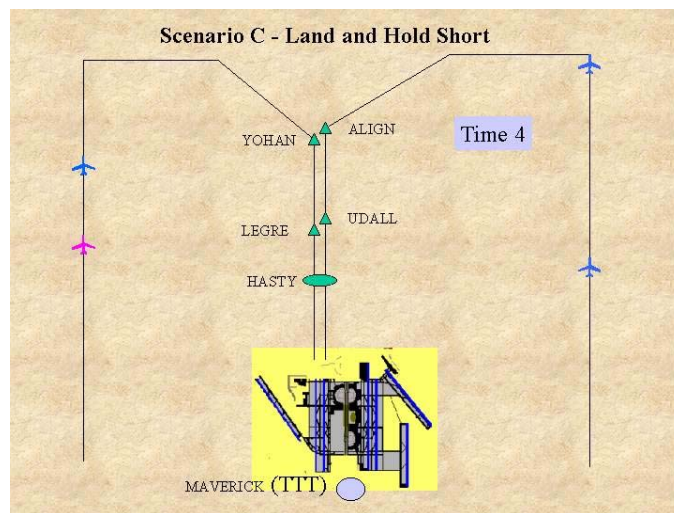 Scenario C - Land and Hold Short
ALIGN
Time 4
YOHAN
UDALL
LEGRE
HASTY
MAVERICK (TTT)